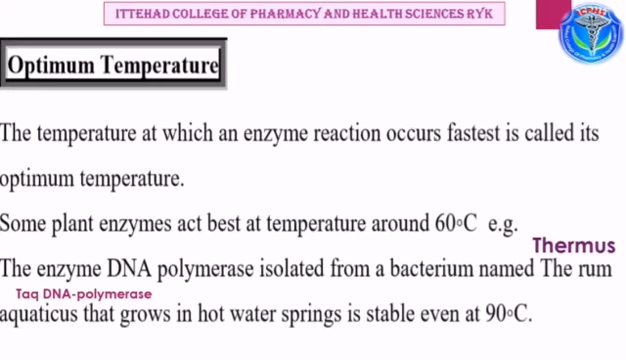 ITTEHAD COLLEGE OF PHARMACY AND HEALTH SCIENCES RYK
Optimum Temperature
The temperature at which an enzyme reaction occurs fastest is called its
optimum temperature.
Some plant enzymes act best at temperature around 60°C e.g.
Thermus
The enzyme DNA polymerase isolated from a bacterium named The rum
Taq DNA-polymerase
aquaticus that grows in hot water springs is stable even at 90°C.